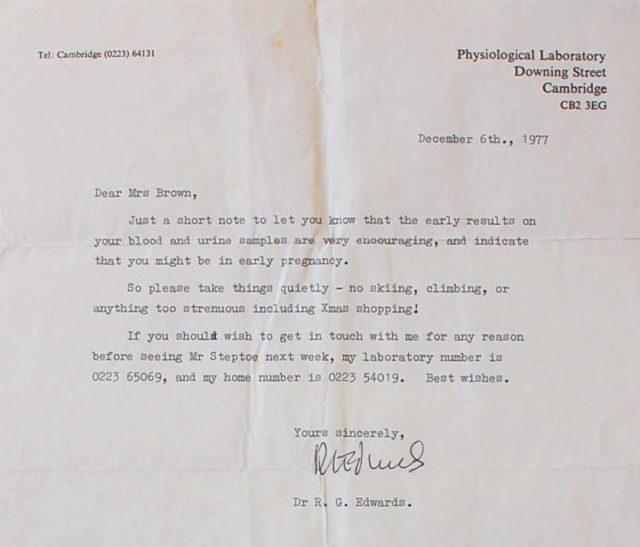 Tel: Cambridge (0223) 64131
Physiological Laboratory
Downing Street
Cambridge
CB2 3EG
December 6th., 1977
Dear Mrs Brown,
Just a short note to let you know that the early results on
your blood and urine samples are very encouraging, and indicate
that you might be in early pregnancy.
So please take things quietly - no skiing, climbing, or
anything too strenuous including Xmas shopping!
If you should wish to get in touch with me for any reason
before seeing Mr Steptoe next week, my laboratory number is
0223 65069, and my home number is 0223 54019. Best wishes.
Yours sincerely,
RGEdwards
Dr R. G. Edwards.